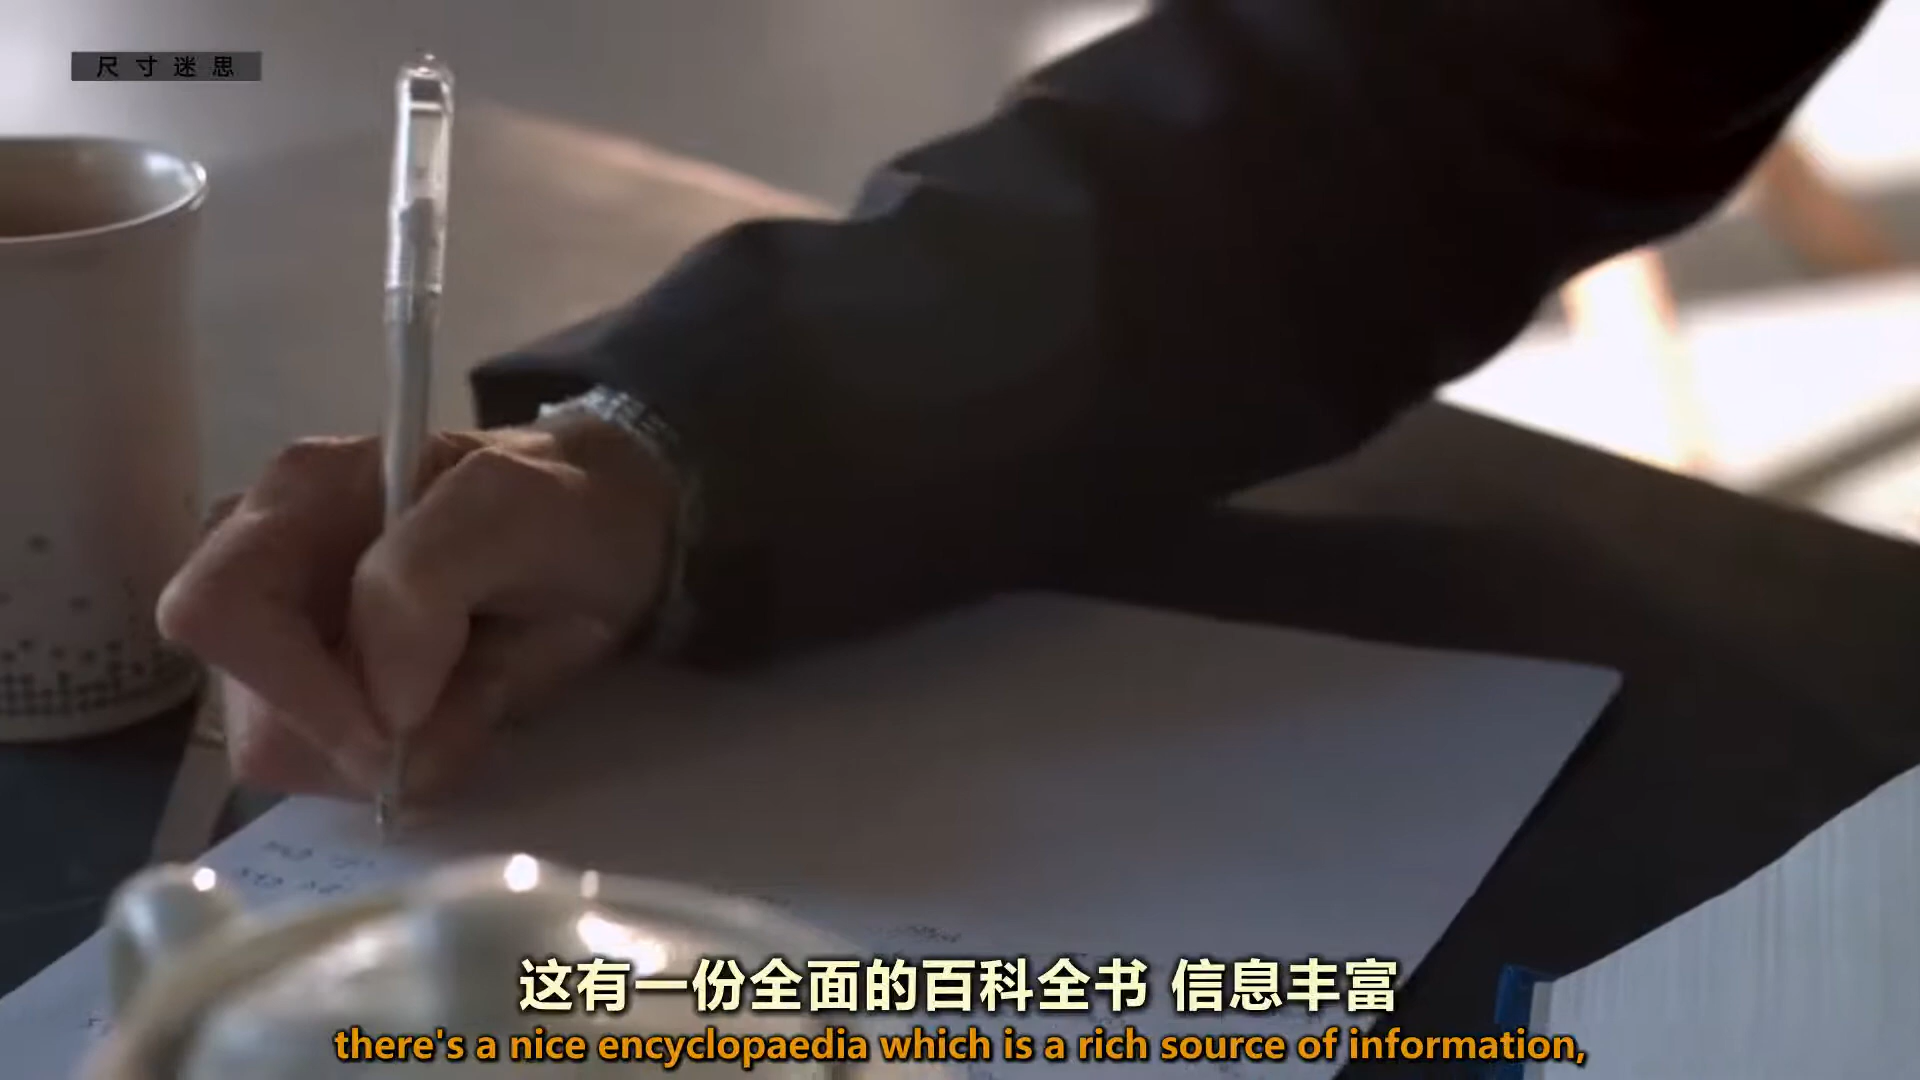 尺寸迷思
这有一份全面的百科全书 信息丰富
there's a nice encyclopaedia which is a rich source of information,